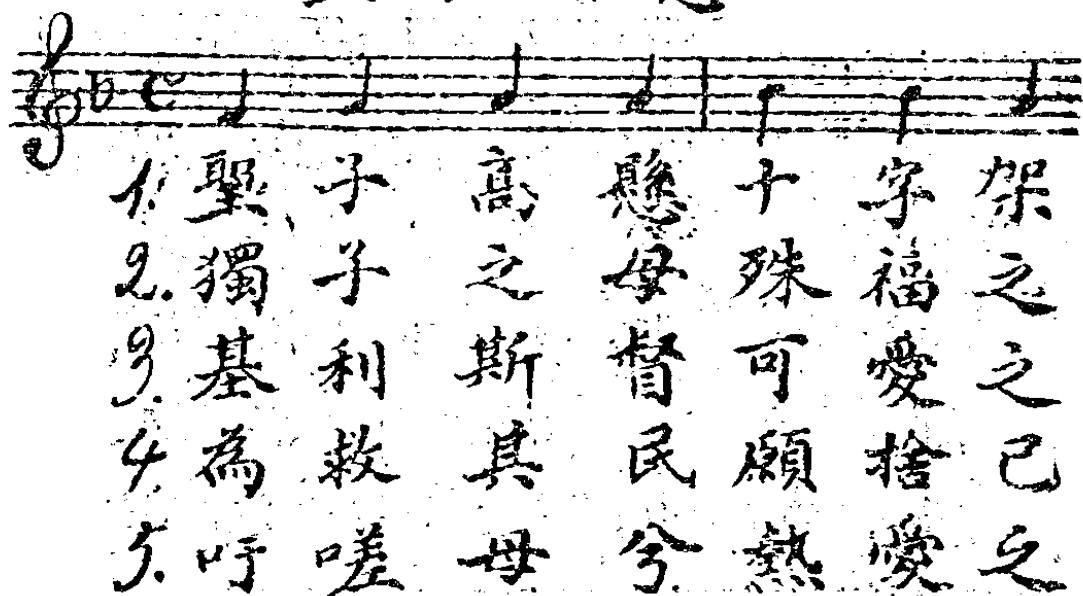 1. 聖子高懸十字架
2. 獨子之母殊福之
3. 基利斯督可愛之
4. 為救其民願捨己
5. 吁嗟母兮熱愛之